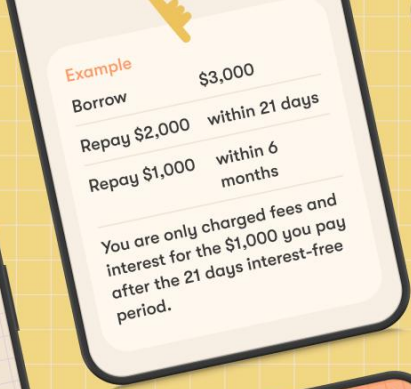 Example
Borrow $3,000
Repay $2,000 within 21 days
Repay $1,000 within 6
months
You are only charged fees and
interest for the $1,000 you pay
after the 21 days interest-free
period.